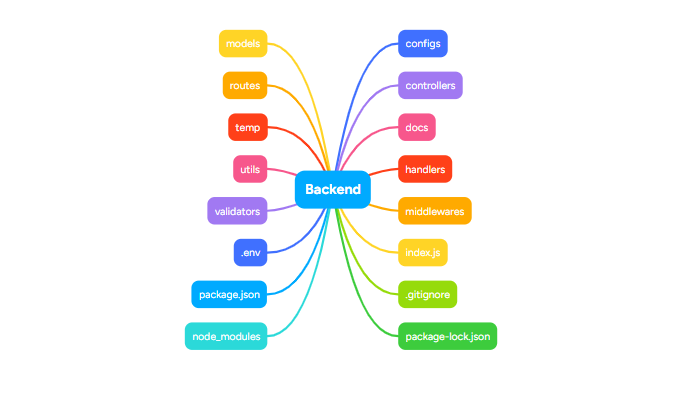 models
configs
routes
controllers
temp
docs
utils
handlers
Backend
validators
middlewares
.env
index.js
package.json
.gitignore
node_modules
package-lock.json